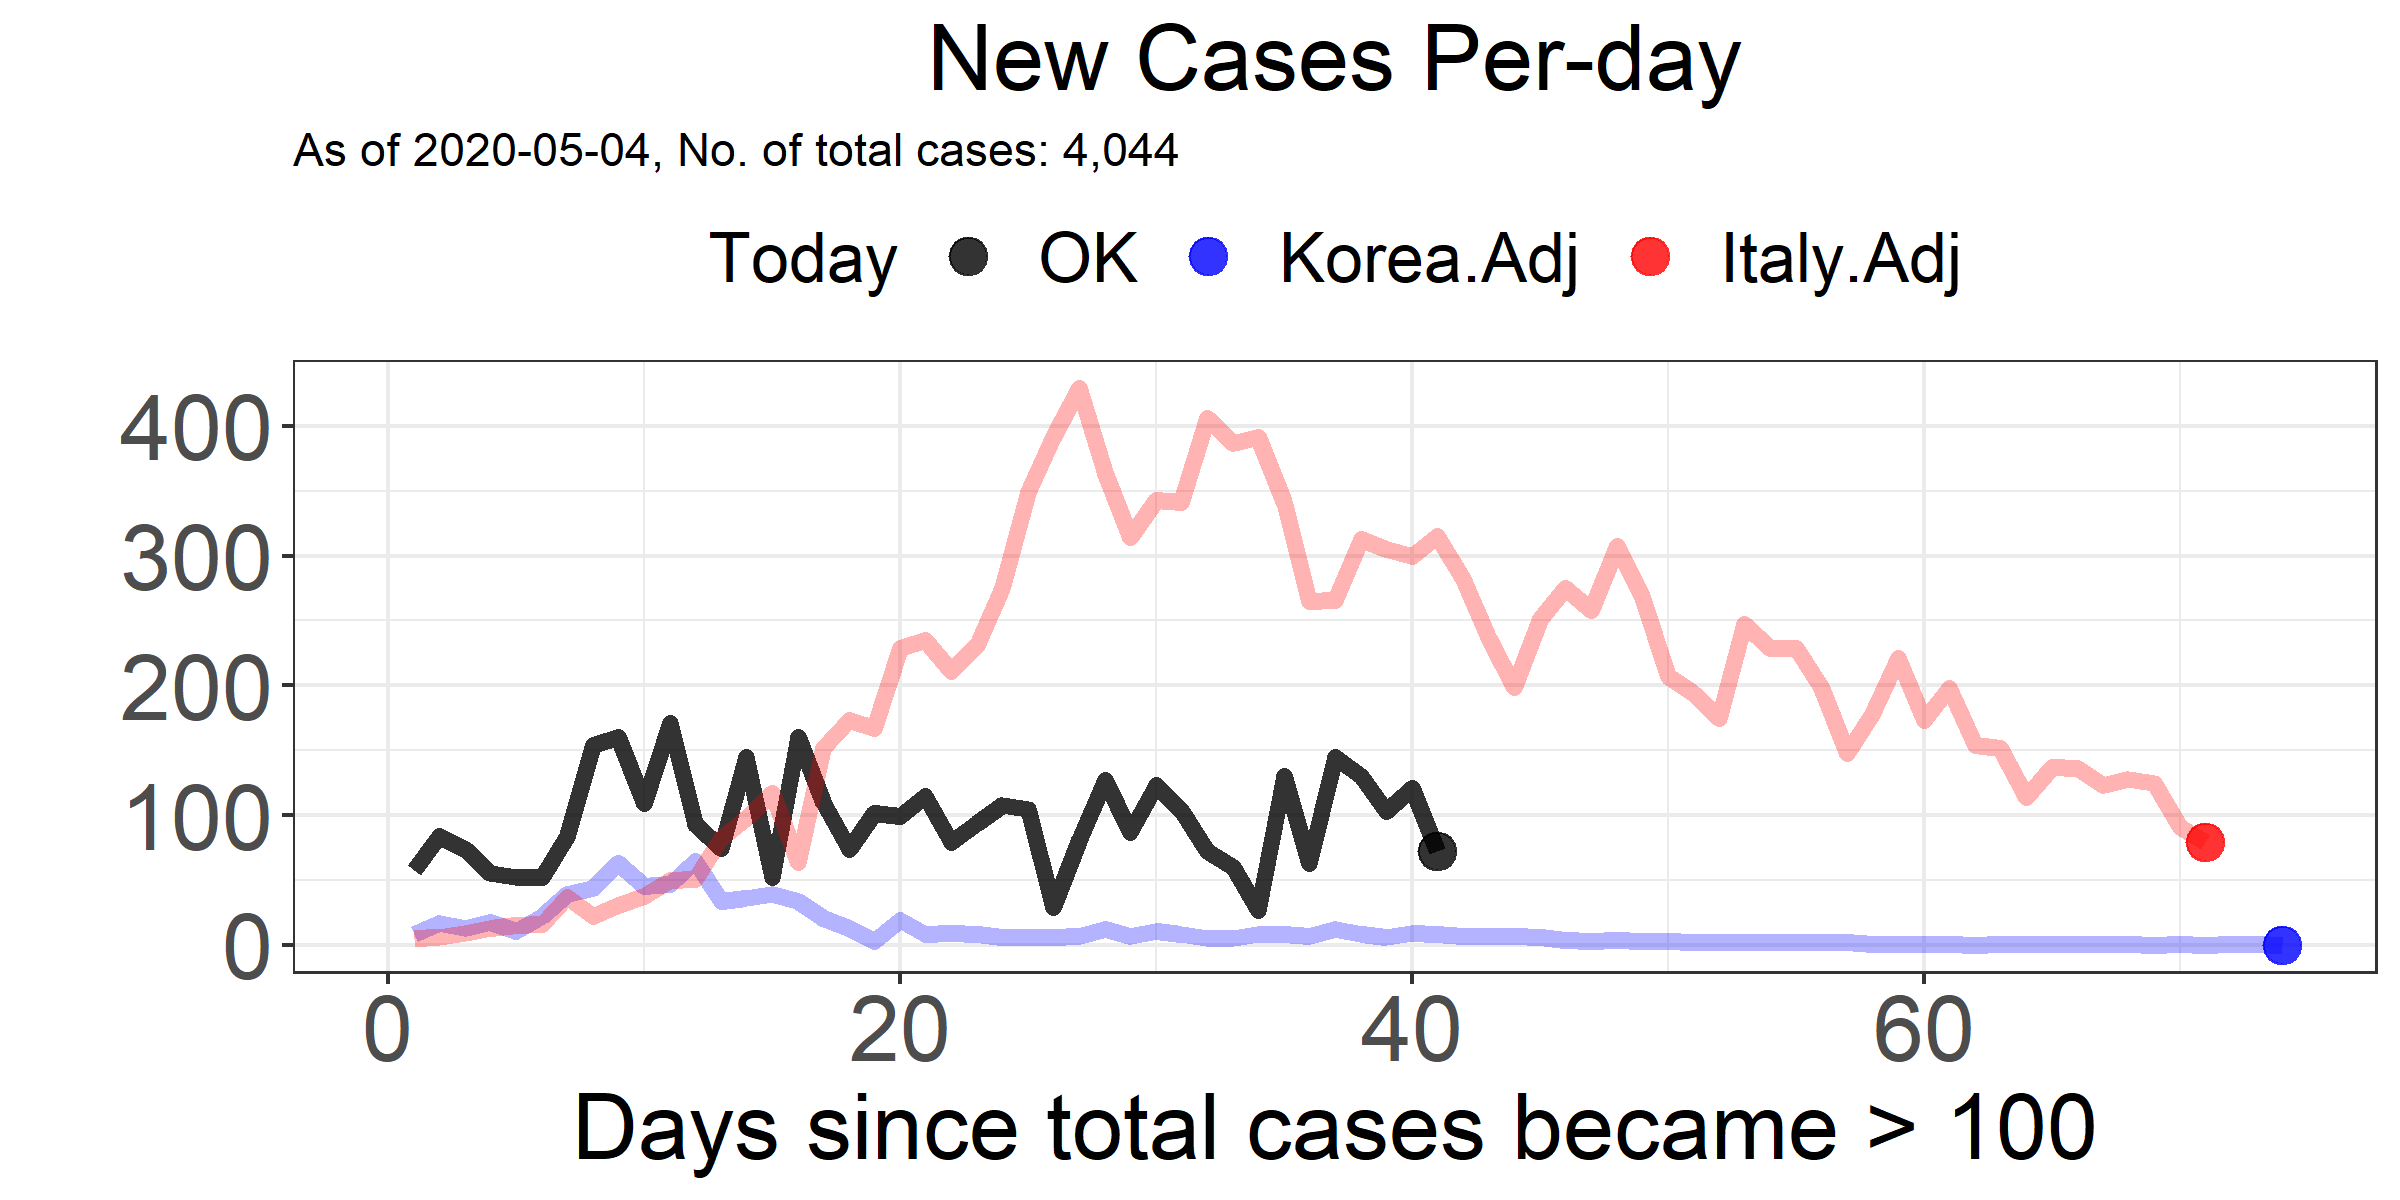 New Cases Per-day
As of 2020-05-04, No. of total cases: 4,044
Today OK Korea.Adj Italy.Adj
400
300
200
100
0
0 20 40 60
Days since total cases became > 100